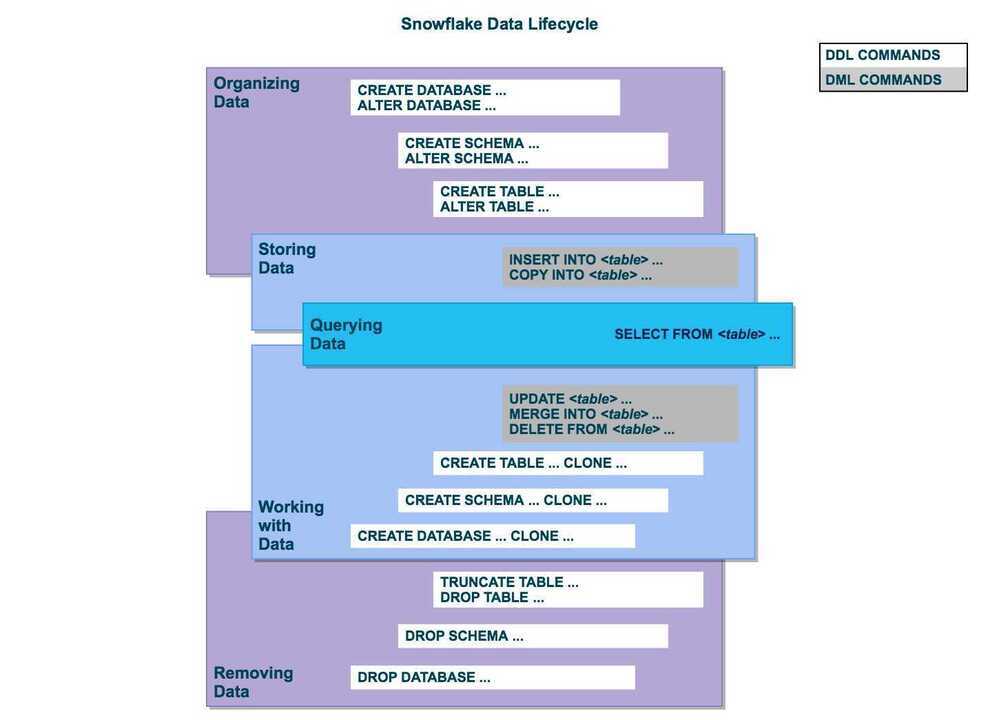 Snowflake Data Lifecycle
DDL COMMANDS
DML COMMANDS
Organizing
Data
CREATE DATABASE ...
ALTER DATABASE ...
CREATE SCHEMA ...
ALTER SCHEMA ...
CREATE TABLE ...
ALTER TABLE ...
Storing
Data
INSERT INTO <table> ...
COPY INTO <table> ...
Querying
Data
SELECT FROM <table> ...
UPDATE <table> ...
MERGE INTO <table> ...
DELETE FROM <table> ...
CREATE TABLE ... CLONE ...
CREATE SCHEMA ... CLONE ...
CREATE DATABASE ... CLONE ...
Working
with
Data
TRUNCATE TABLE ...
DROP TABLE ...
DROP SCHEMA ...
DROP DATABASE ...
Removing
Data